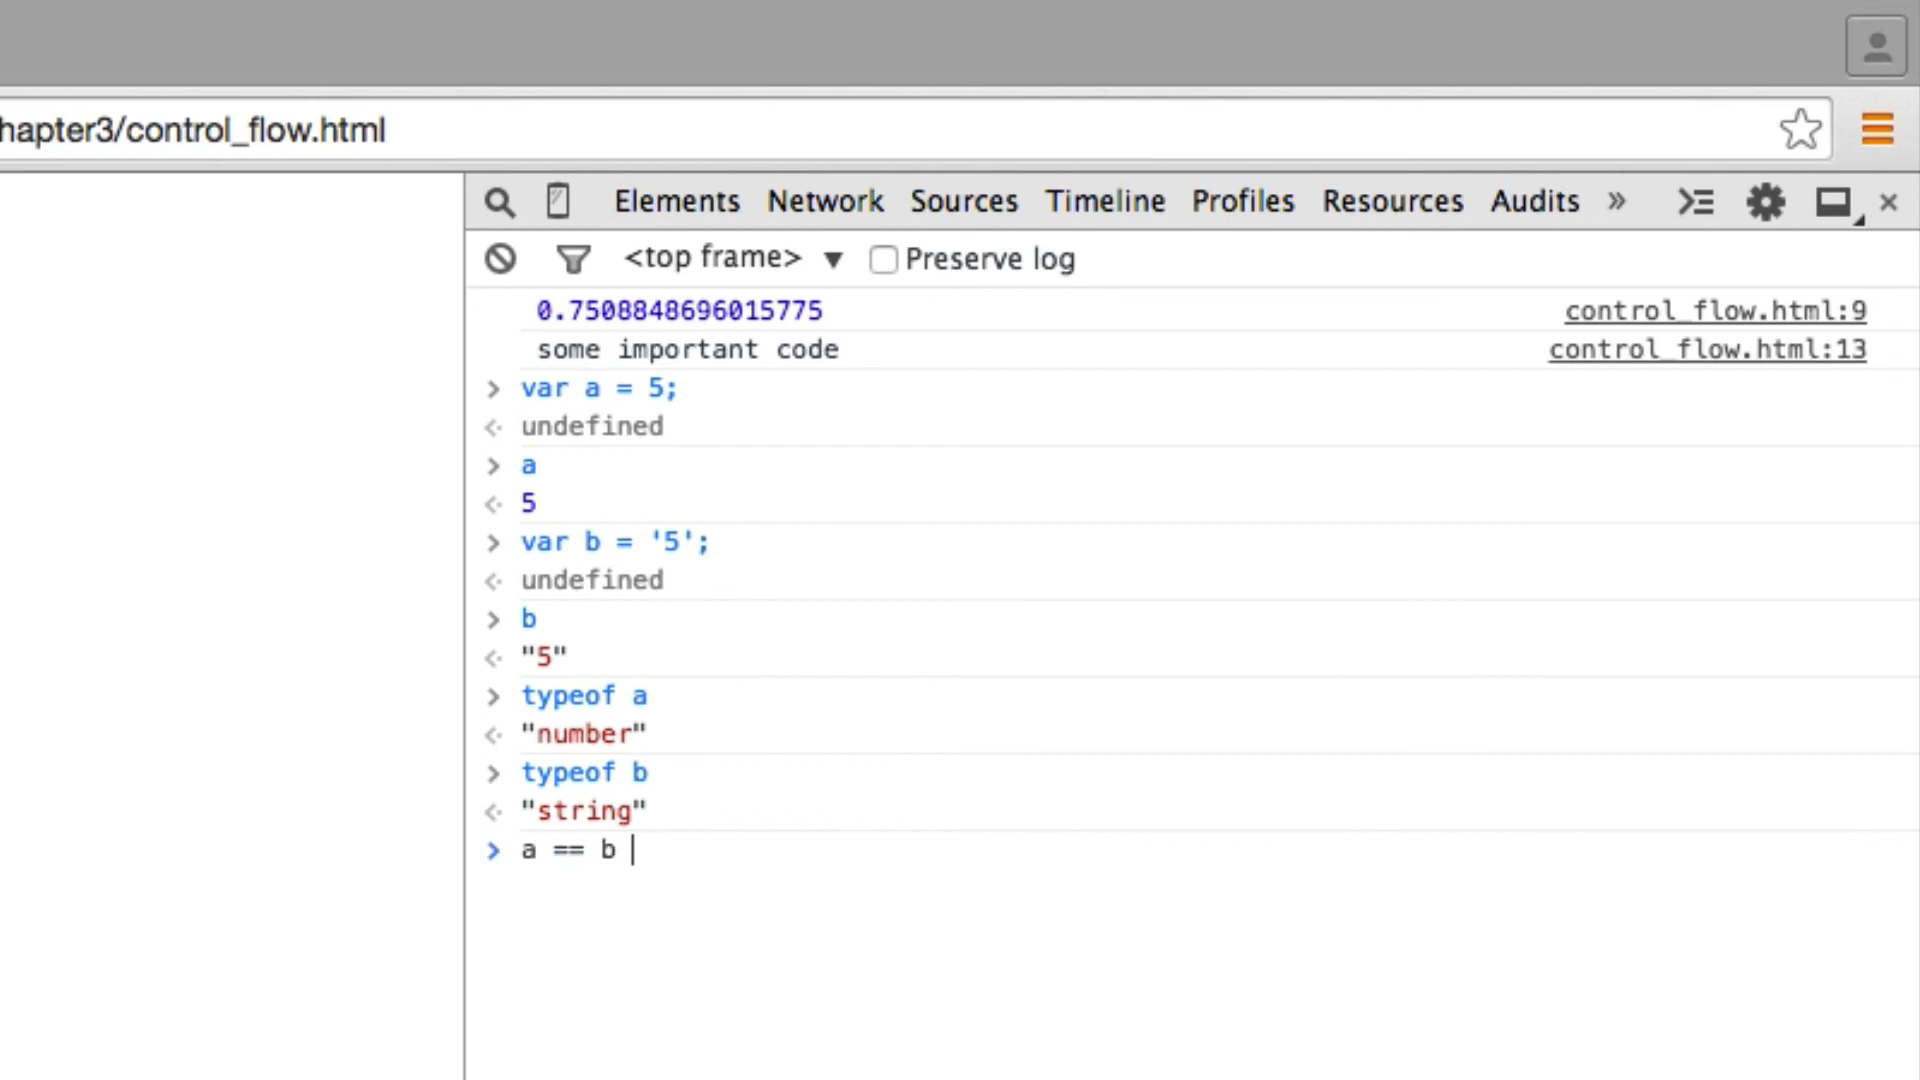 hapter3/control_flow.html
Elements Network Sources Timeline Profiles Resources Audits »
<top frame> ▼ Preserve log
0.7508848696015775 control_flow.html:9
some important code control_flow.html:13
> var a = 5;
<· undefined
> a
<· 5
> var b = '5';
<· undefined
> b
<· "5"
> typeof a
<· "number"
> typeof b
<· "string"
> a == b